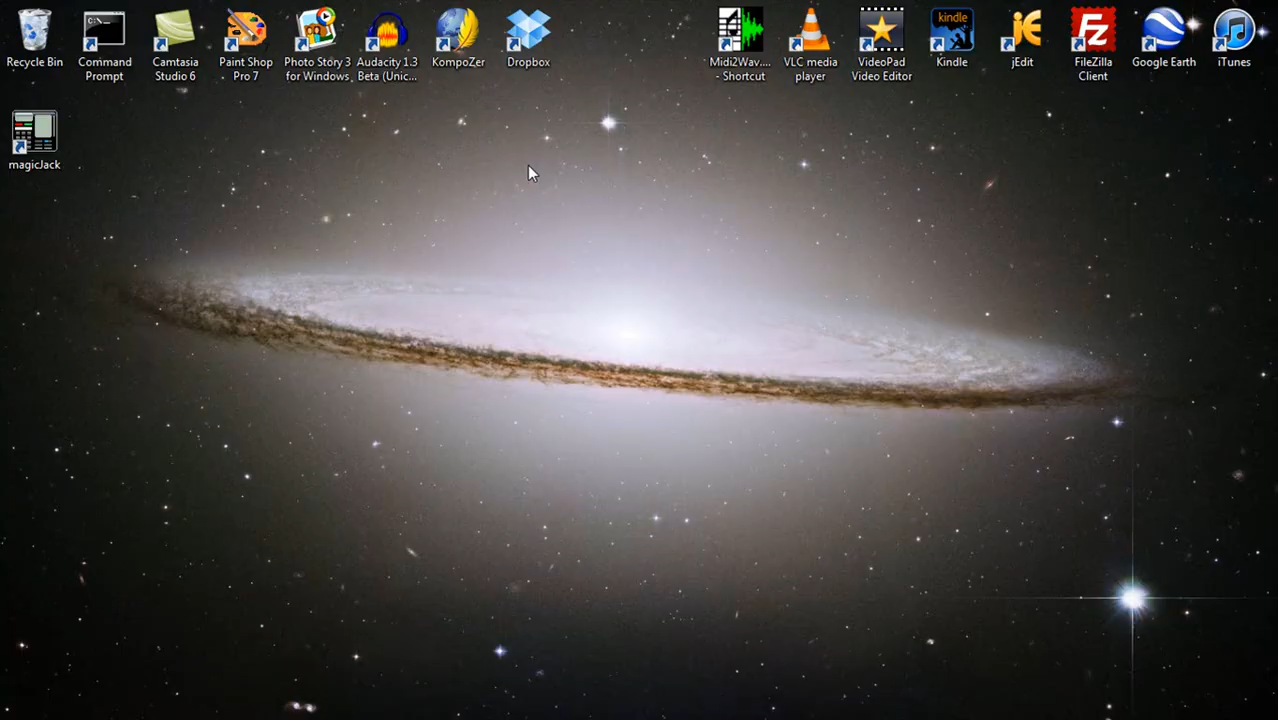 Recycle Bin
Command
Prompt
Camtasia
Studio 6
Paint Shop
Pro 7
Photo Story 3
for Windows
Audacity 1.3
Beta (Unic...
KompoZer
Dropbox
Midi2Wav....
- Shortcut
VLC media
player
VideoPad
Video Editor
kindle
Kindle
jEdit
FileZilla
Client
Google Earth
iTunes
magicJack
C:\_
jE
Fz